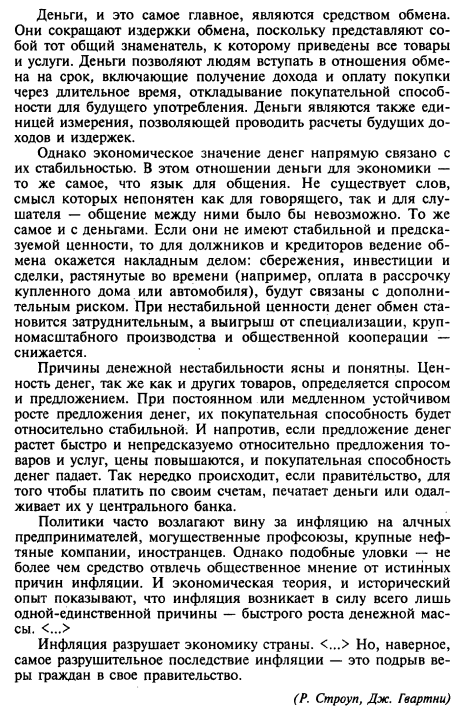 Деньги, и это самое главное, являются средством обмена.
Они сокращают издержки обмена, поскольку представляют со-
бой тот общий знаменатель, к которому приведены все товары
и услуги. Деньги позволяют людям вступать в отношения обме-
на на срок, включающие получение дохода и оплату покупки
через длительное время, откладывание покупательной способно-
сти для будущего употребления. Деньги являются также еди-
ницей измерения, позволяющей проводить расчеты будущих до-
ходов и издержек.
Однако экономическое значение денег напрямую связано с
их стабильностью. В этом отношении деньги для экономики —
то же самое, что язык для общения. Не существует слов,
смысл которых непонятен как для говорящего, так и для слу-
шателя — общение между ними было бы невозможно. То же
самое и с деньгами. Если они не имеют стабильной и предска-
зуемой ценности, то для должников и кредиторов ведение об-
мена окажется накладным делом: сбережения, инвестиции и
сделки, растянутые во времени (например, оплата в рассрочку
купленного дома или автомобиля), будут связаны с дополни-
тельным риском. При нестабильной ценности денег обмен ста-
новится затруднительным, а выигрыш от специализации, круп-
номасштабного производства и общественной кооперации —
снижается.
Причины денежной нестабильности ясны и понятны. Цен-
ность денег, так же как и других товаров, определяется спросом
и предложением. При постоянном или медленном устойчивом
росте предложения денег, их покупательная способность будет
относительно стабильной. И напротив, если предложение денег
растет быстро и непредсказуемо относительно предложения то-
варов и услуг, цены повышаются, и покупательная способность
денег падает. Так нередко происходит, если правительство, для
того чтобы платить по своим счетам, печатает деньги или одал-
живает их у центрального банка.
Политики часто возлагают вину за инфляцию на алчных
предпринимателей, могущественные профсоюзы, крупные неф-
тяные компании, иностранцев. Однако подобные уловки — не
более чем средство отвлечь общественное мнение от истинных
причин инфляции. И экономическая теория, и исторический
опыт показывают, что инфляция возникает в силу всего лишь
одной-единственной причины — быстрого роста денежной мас-
сы. <...>
Инфляция разрушает экономику страны. <...> Но, наверное,
самое разрушительное последствие инфляции — это подрыв ве-
ры граждан в свое правительство.
(Р. Строуп, Дж. Гвартни)